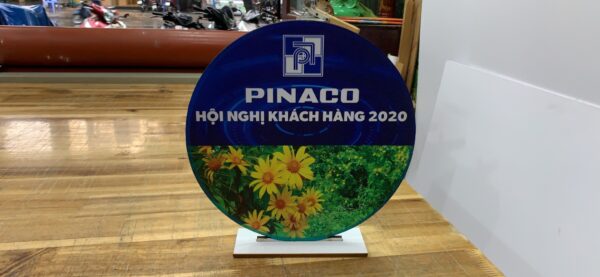 PINACO
HỘI NGHỊ KHÁCH HÀNG 2020